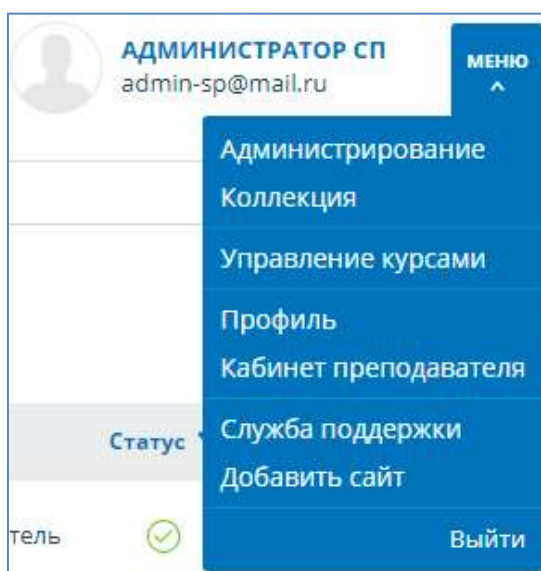 АДМИНИСТРАТОР СП
admin-sp@mail.ru
МЕНЮ
Администрирование
Коллекция
Управление курсами
Профиль
Кабинет преподавателя
Служба поддержки
Добавить сайт
Выйти
Статус
тель